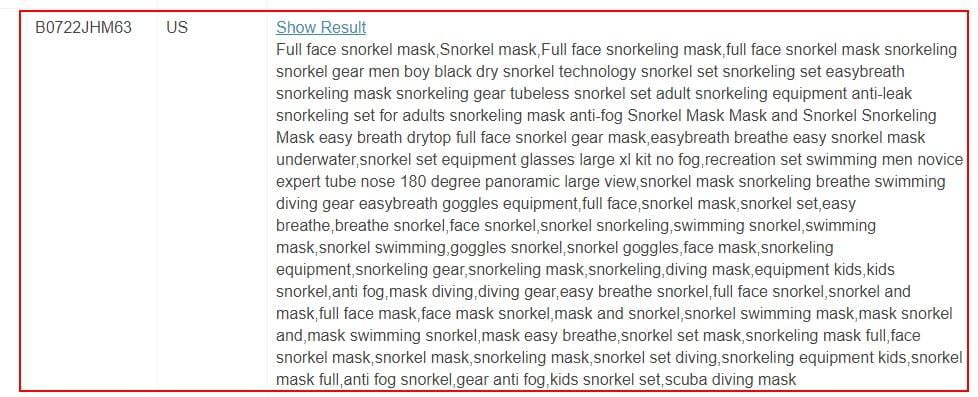 B0722JHM63 US Show Result
Full face snorkel mask,Snorkel mask,Full face snorkeling mask,full face snorkel mask snorkeling
snorkel gear men boy black dry snorkel technology snorkel set snorkeling set easybreath
snorkeling mask snorkeling gear tubeless snorkel set adult snorkeling equipment anti-leak
snorkeling set for adults snorkeling mask anti-fog Snorkel Mask Mask and Snorkel Snorkeling
Mask easy breath drytop full face snorkel gear mask,easybreath breathe easy snorkel mask
underwater,snorkel set equipment glasses large xl kit no fog,recreation set swimming men novice
expert tube nose 180 degree panoramic large view,snorkel mask snorkeling breathe swimming
diving gear easybreath goggles equipment,full face,snorkel mask,snorkel set,easy
breathe,breathe snorkel,face snorkel,snorkel snorkeling,swimming snorkel,swimming
mask,snorkel swimming,goggles snorkel,snorkel goggles,face mask,snorkeling
equipment,snorkeling gear,snorkeling mask,snorkeling,diving mask,equipment kids,kids
snorkel,anti fog,mask diving,diving gear,easy breathe snorkel,full face snorkel,snorkel and
mask,full face mask,face mask snorkel,mask and snorkel,snorkel swimming mask,mask snorkel
and,mask swimming snorkel,mask easy breathe,snorkel set mask,snorkeling mask full,face
snorkel mask,snorkel mask,snorkeling mask,snorkel set diving,snorkeling equipment kids,snorkel
mask full,anti fog snorkel,gear anti fog,kids snorkel set,scuba diving mask